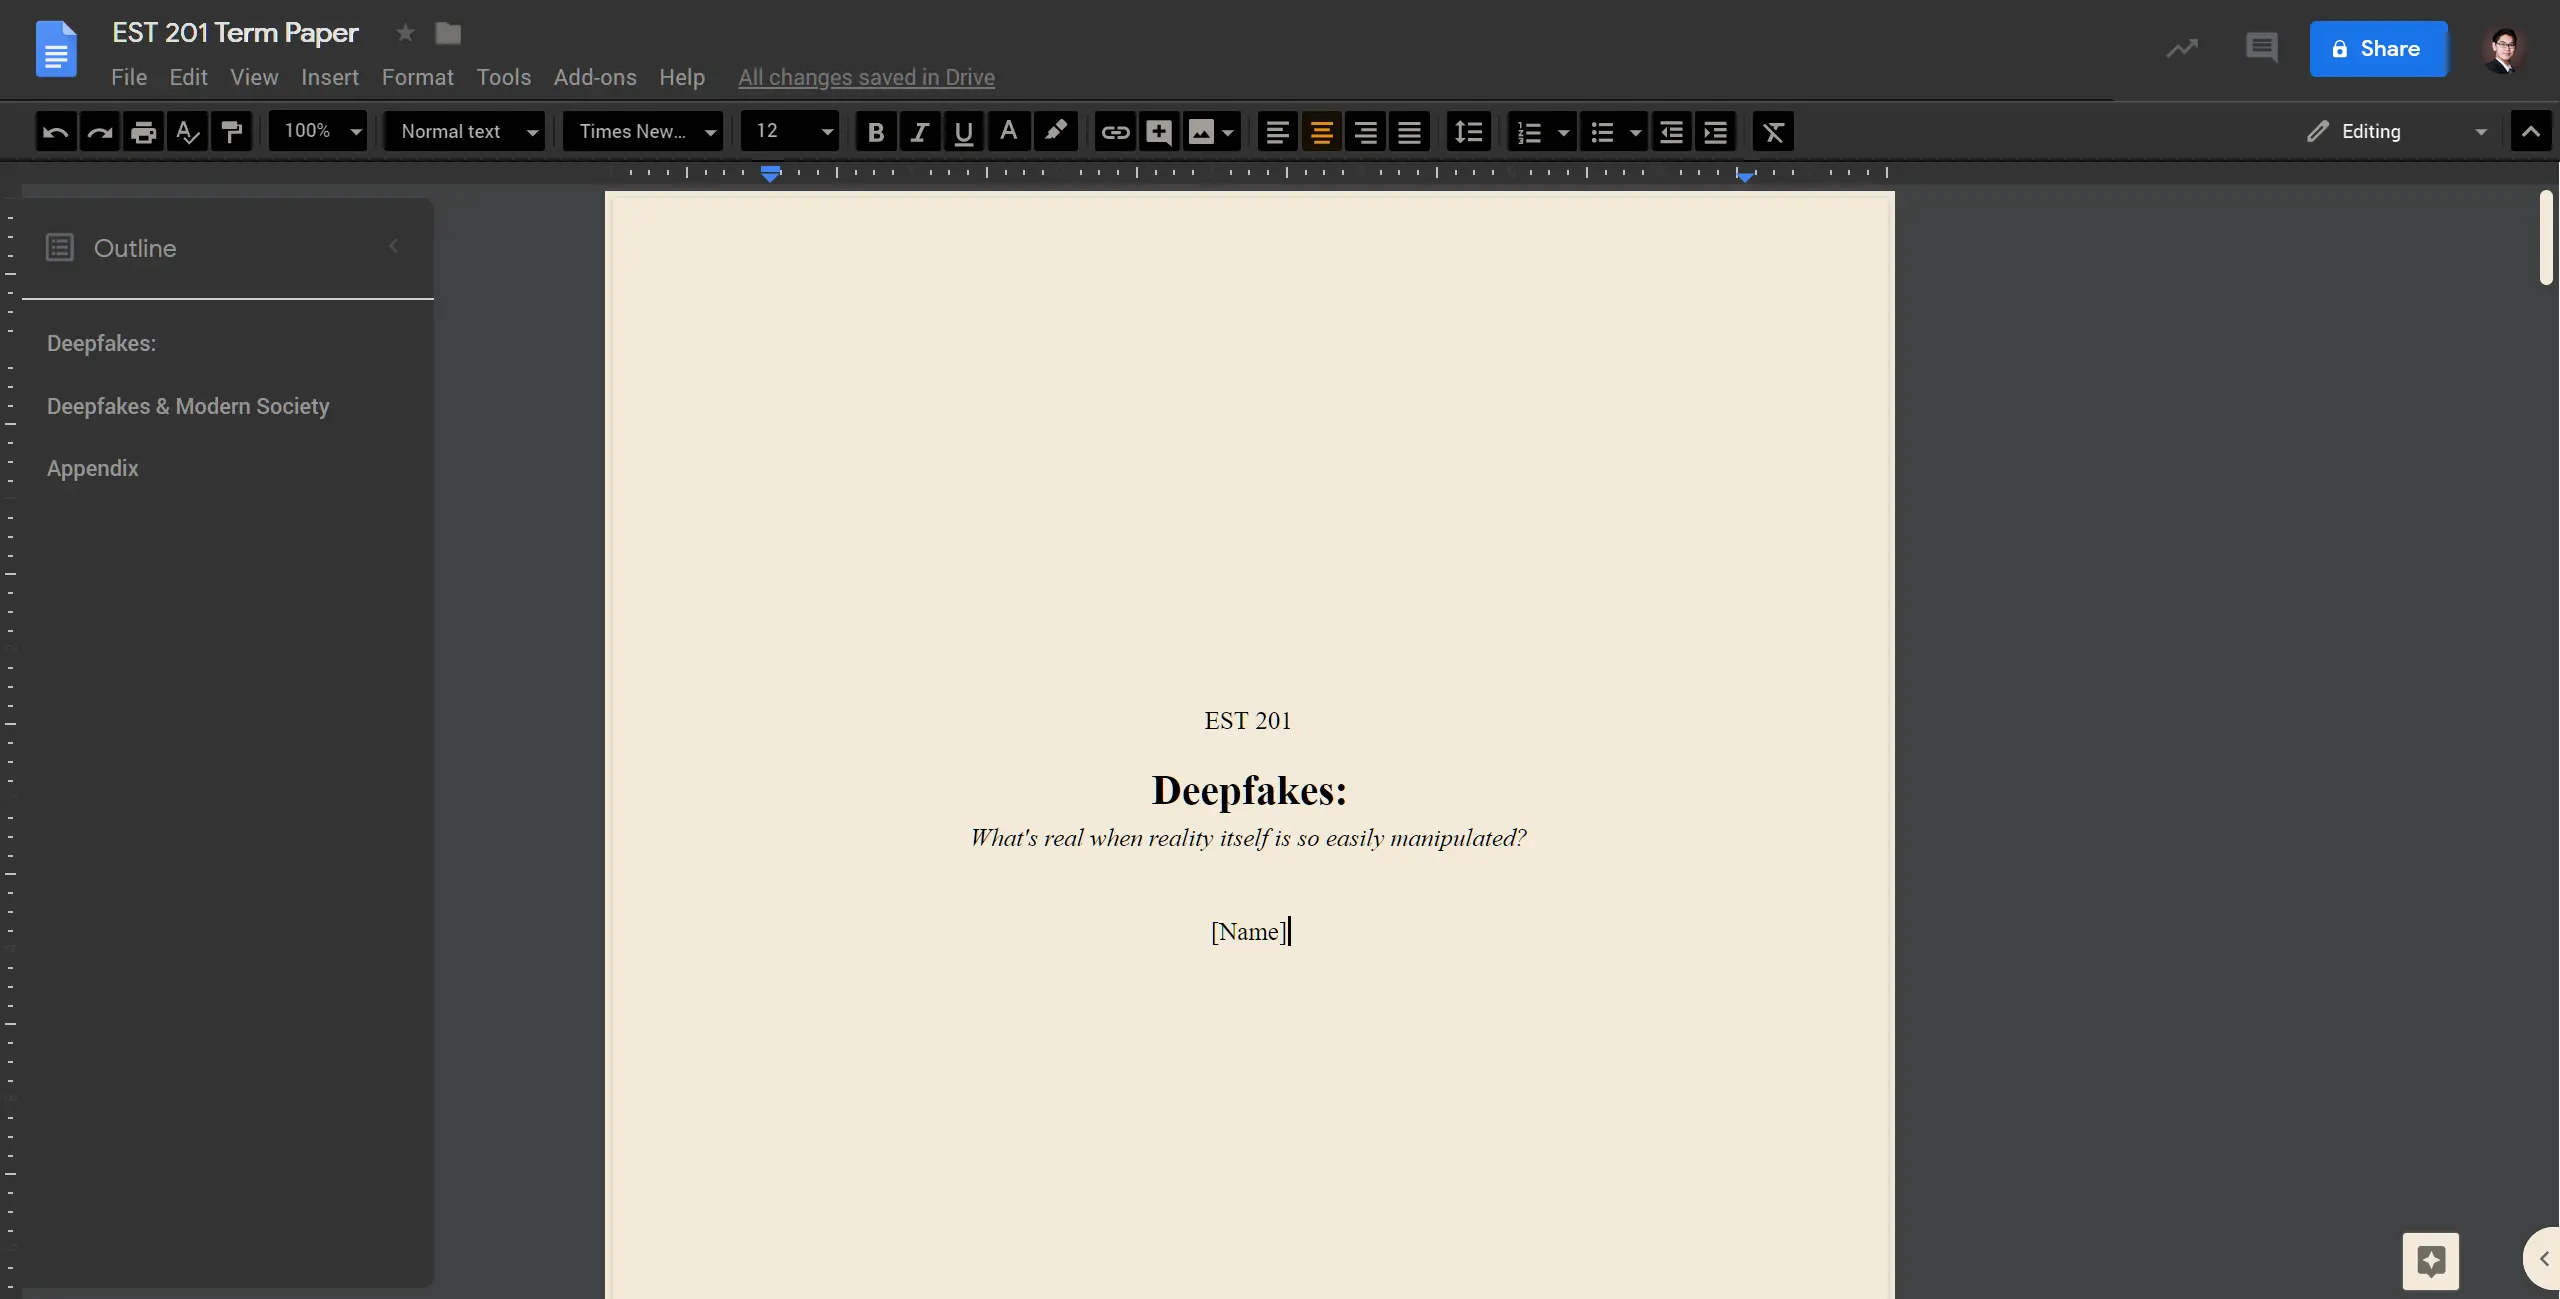 EST 201 Term Paper
File Edit View Insert Format Tools Add-ons Help All changes saved in Drive
Share
100% Normal text Times New... 12 Editing
Outline
Deepfakes:
Deepfakes & Modern Society
Appendix
EST 201
Deepfakes:
What's real when reality itself is so easily manipulated?
[Name]